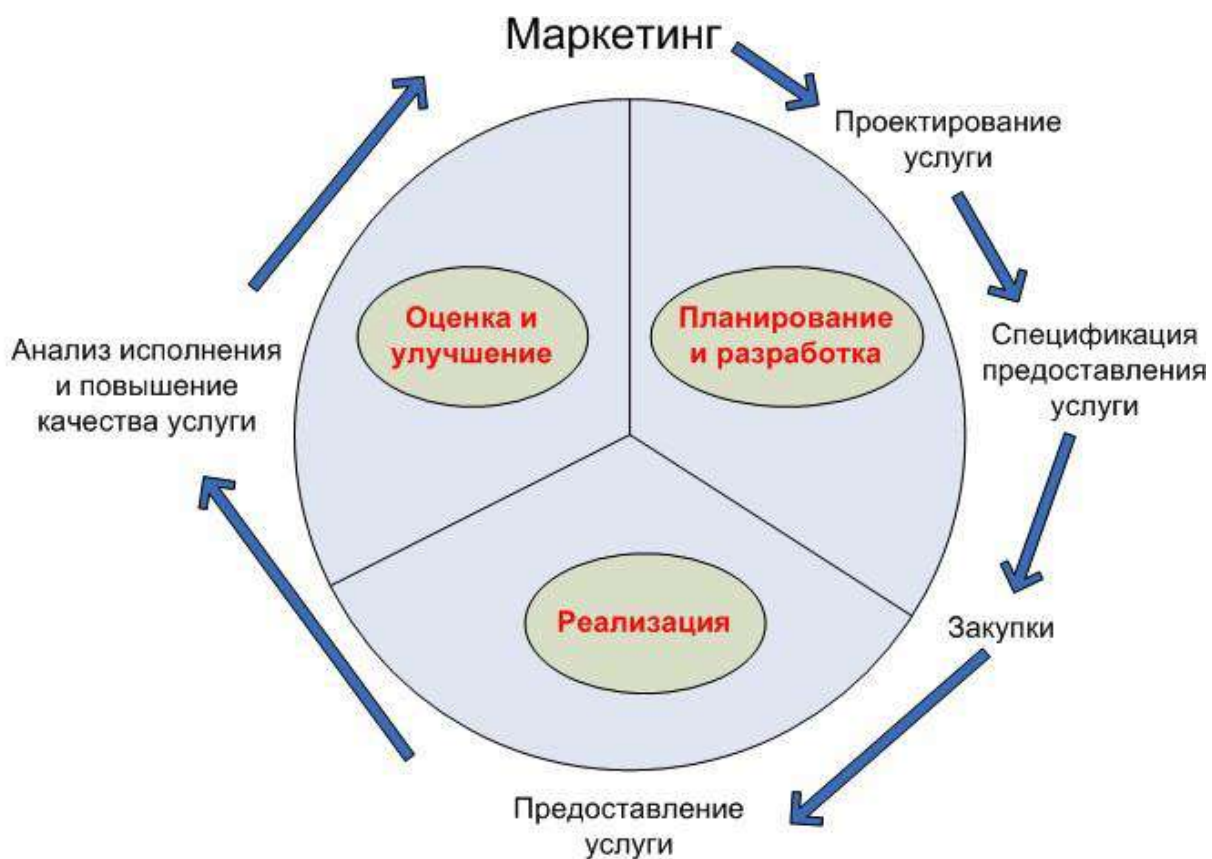 Маркетинг
Проектирование
услуги
Спецификация
предоставления
услуги
Закупки
Предоставление
услуги
Анализ исполнения
и повышение
качества услуги
Оценка и
улучшение
Планирование
и разработка
Реализация